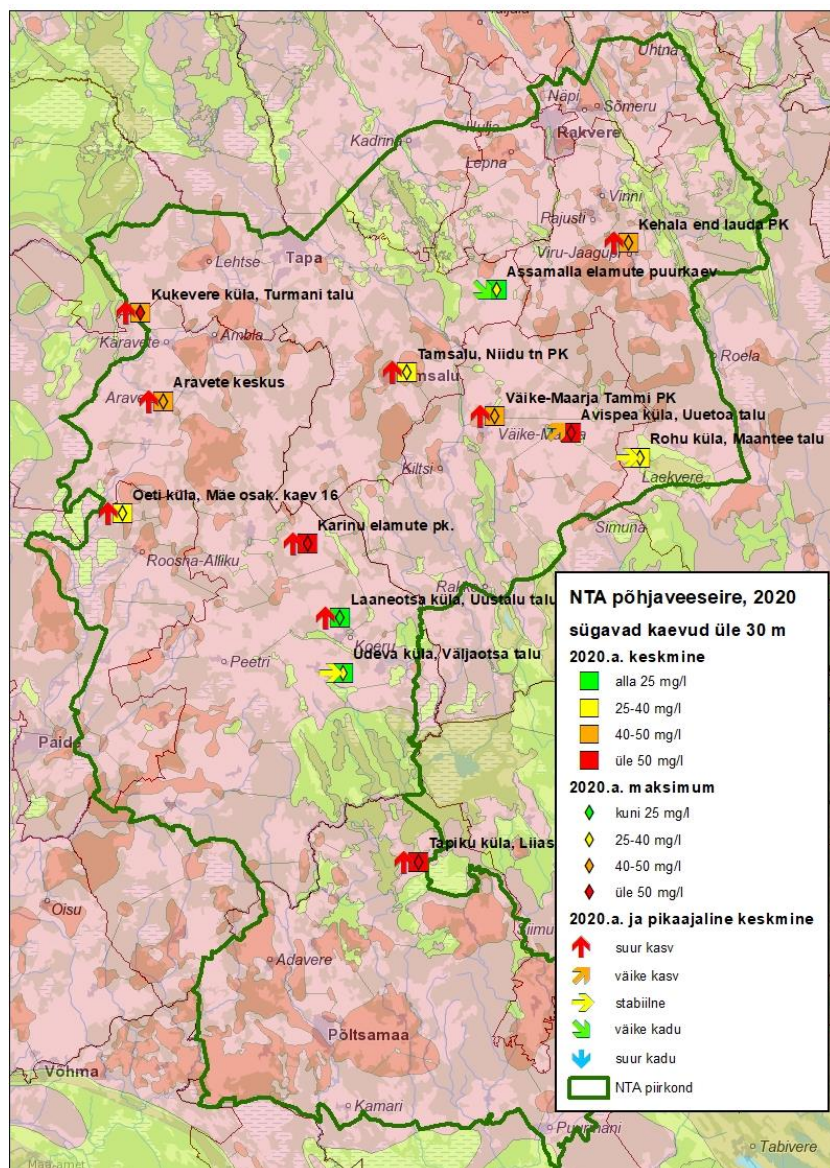 Uhtna
Näpi
Sõmeru
Kadrina
Rakvere
Lepna
Vinni
Pajusti
Kehala end lauda PK
Viru-Jaagupi
Lehtse
Tapa
Assamalla elamute puurkaev
Kukevere küla, Turmani talu
Käravete
Ambla
Roela
Tamsalu, Niidu tn PK
Aravete keskus
Väike-Maarja Tammi PK
Avispea küla, Uuetoa talu
Rohu küla, Maantee talu
Kiltsi
Laekvere
Oeti küla, Mäe osak. kaev 16
Simuna
Karinu elamute pk.
Roosna-Alliku
Rakke
Laaneotsa küla, Uustalu talu
Koeru
Udeva küla, Väljaotsa talu
Peetri
Paide
Tapiku küla, Liias
Oisu
Adavere
Põltsamaa
Võhma
Kamari
Puurmani
Tabivere
Maa-amet
NTA põhjaveeseire, 2020
sügavad kaevud üle 30 m
2020.a. keskmine
alla 25 mg/l
25-40 mg/l
40-50 mg/l
üle 50 mg/l
2020.a. maksimum
kuni 25 mg/l
25-40 mg/l
40-50 mg/l
üle 50 mg/l
2020.a. ja pikaajaline keskmine
suur kasv
väike kasv
stabiilne
väike kadu
suur kadu
NTA piirkond